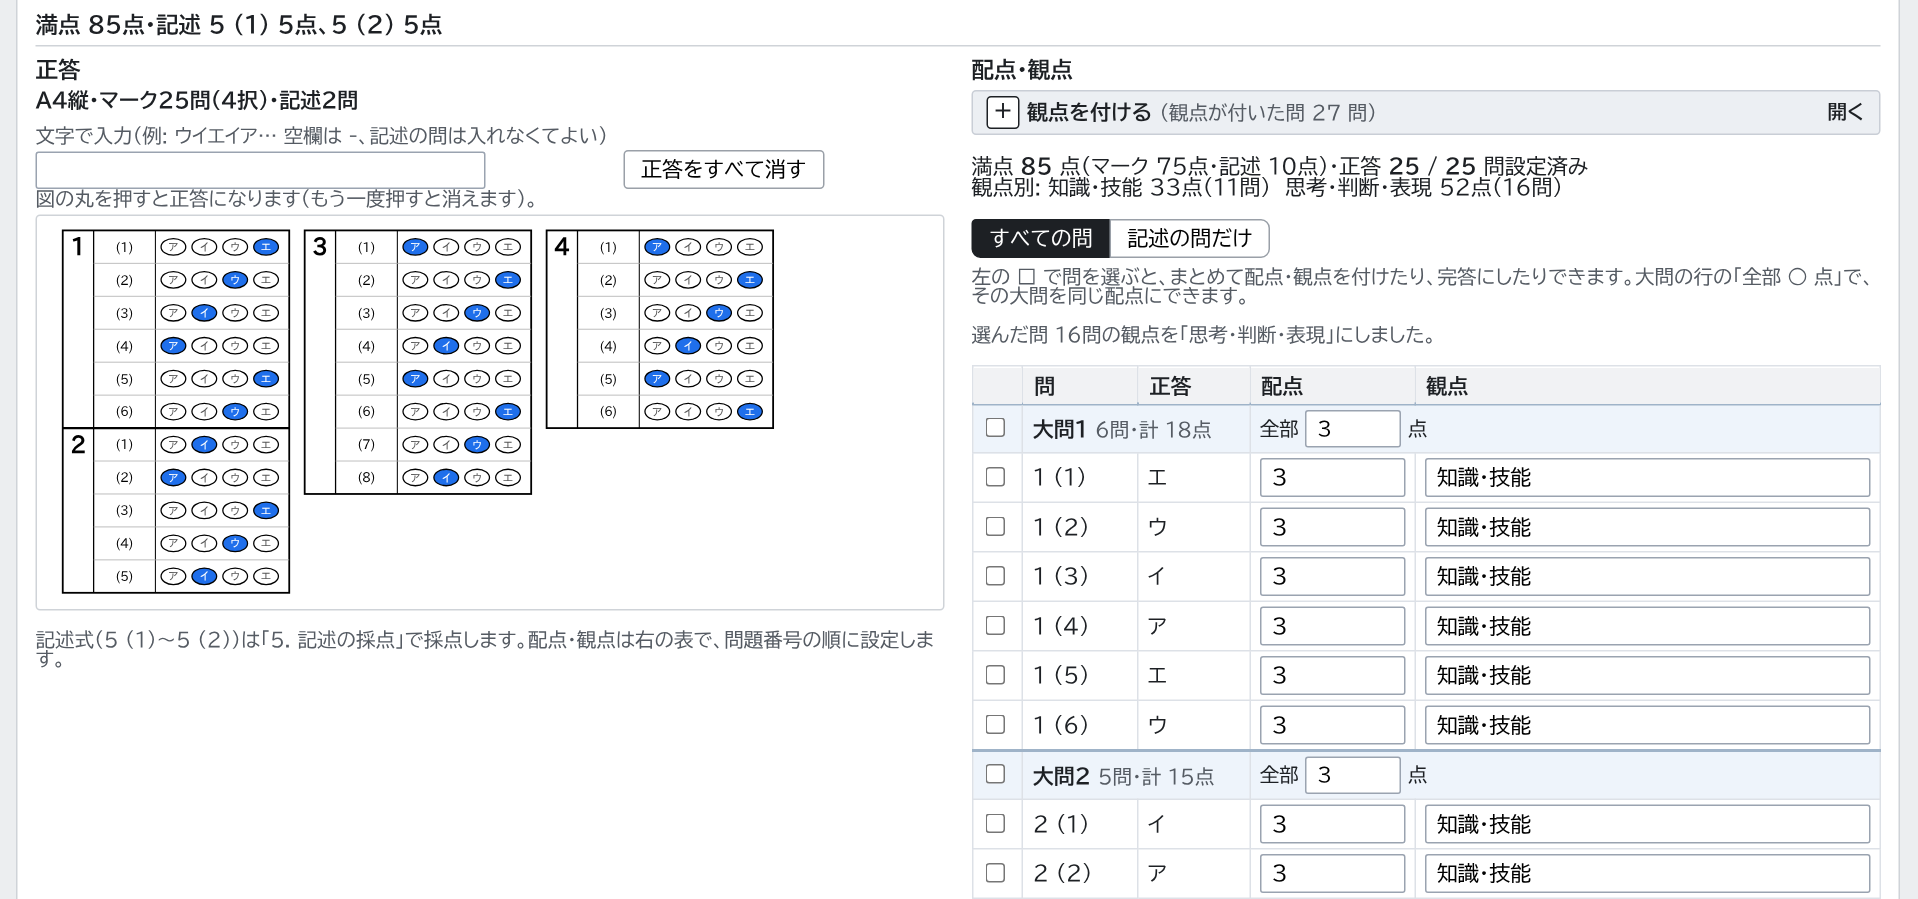 満点 85点・記述 5 (1) 5点、5 (2) 5点
正答
A4縦・マーク25問(4択)・記述2問
文字で入力(例: ウイエイア… 空欄は -、記述の問は入れなくてよい)
正答をすべて消す
図の丸を押すと正答になります(もう一度押すと消えます)。
1 (1) ア イ ウ エ
(2) ア イ ウ エ
(3) ア イ ウ エ
(4) ア イ ウ エ
(5) ア イ ウ エ
(6) ア イ ウ エ
2 (1) ア イ ウ エ
(2) ア イ ウ エ
(3) ア イ ウ エ
(4) ア イ ウ エ
(5) ア イ ウ エ
3 (1) ア イ ウ エ
(2) ア イ ウ エ
(3) ア イ ウ エ
(4) ア イ ウ エ
(5) ア イ ウ エ
(6) ア イ ウ エ
(7) ア イ ウ エ
(8) ア イ ウ エ
4 (1) ア イ ウ エ
(2) ア イ ウ エ
(3) ア イ ウ エ
(4) ア イ ウ エ
(5) ア イ ウ エ
(6) ア イ ウ エ
記述式(5 (1)~5 (2))は「5. 記述の採点」で採点します。配点・観点は右の表で、問題番号の順に設定しま
す。
配点・観点
+ 観点を付ける (観点が付いた問 27 問) 開く
満点 85 点(マーク 75点・記述 10点)・正答 25 / 25 問設定済み
観点別: 知識・技能 33点(11問) 思考・判断・表現 52点(16問)
すべての問 記述の問だけ
左の □ で問を選ぶと、まとめて配点・観点を付けたり、完答にしたりできます。大問の行の「全部 ○ 点」で、
その大問を同じ配点にできます。
選んだ問 16問の観点を「思考・判断・表現」にしました。
問 正答 配点 観点
大問1 6問・計 18点 全部 3 点
1 (1) エ 3 知識・技能
1 (2) ウ 3 知識・技能
1 (3) イ 3 知識・技能
1 (4) ア 3 知識・技能
1 (5) エ 3 知識・技能
1 (6) ウ 3 知識・技能
大問2 5問・計 15点 全部 3 点
2 (1) イ 3 知識・技能
2 (2) ア 3 知識・技能